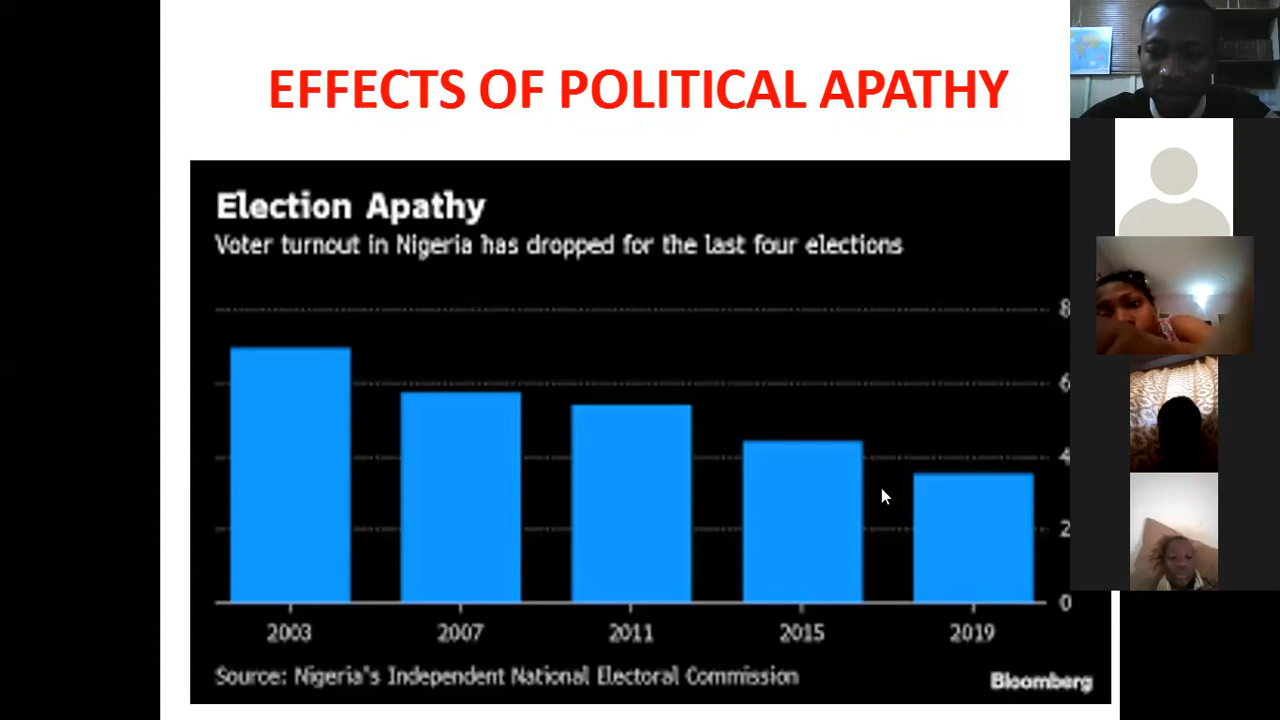 EFFECTS OF POLITICAL APATHY
Election Apathy
Voter turnout in Nigeria has dropped for the last four elections
8
6
4
2
0
2003 2007 2011 2015 2019
Source: Nigeria's Independent National Electoral Commission
Bloomberg